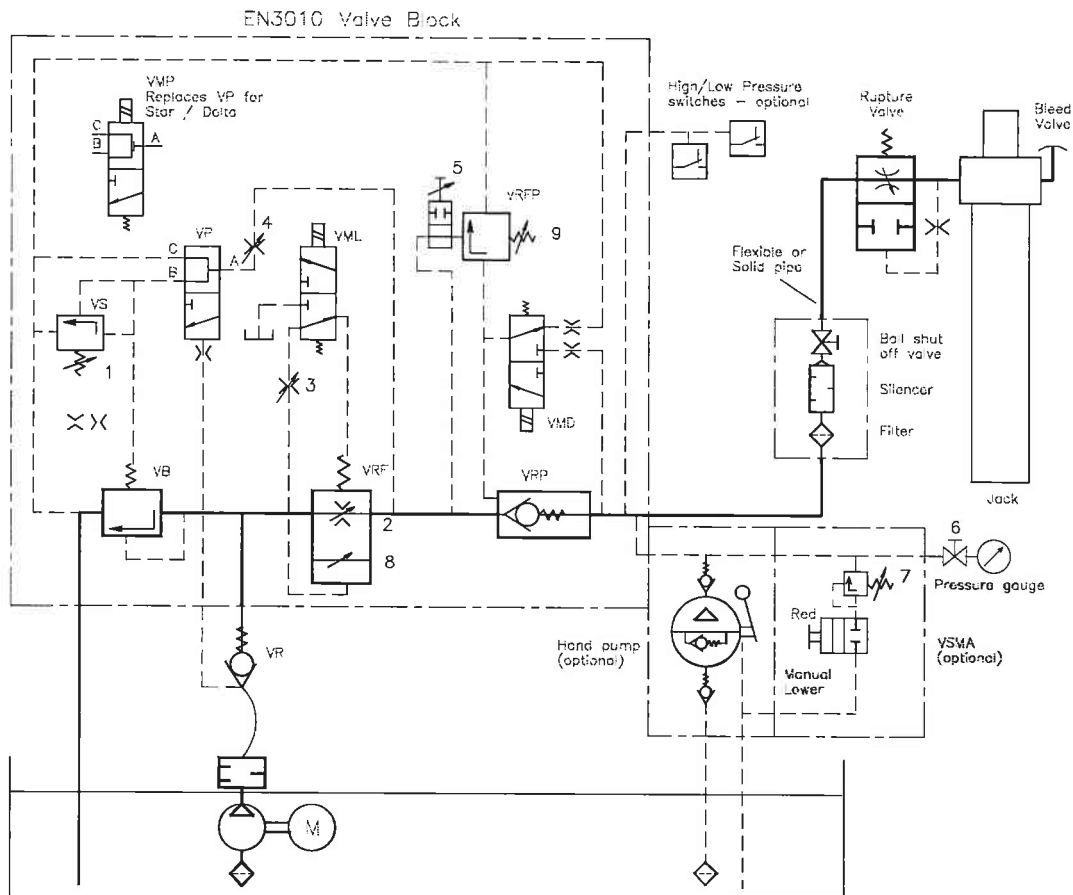 EN3010 Valve Block
VMP
Replaces VP for
Star / Delta
C
B
A
High/Low Pressure
switches - optional
Rupture
Valve
Bleed
Valve
5
VRFP
9
4
VML
VP
C
B
A
VS
1
3
Flexible or
Solid pipe
Ball shut
off valve
Silencer
Filter
VMD
VB
VRF
VRP
2
8
Jack
6
Pressure gauge
7
Red
Hand pump
(optional)
VSMA
(optional)
Manual
Lower
VR
M